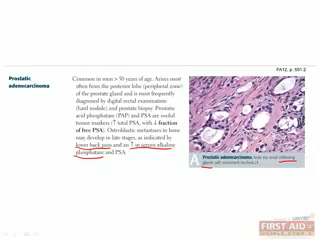 FA12, p. 551.2
Prostatic
adenocarcinoma
Common in men > 50 years of age. Arises most
often from the posterior lobe (peripheral zone)
of the prostate gland and is most frequently
diagnosed by digital rectal examination
(hard nodule) and prostate biopsy. Prostatic
acid phosphatase (PAP) and PSA are useful
tumor markers (↑ total PSA, with ↓ fraction
of free PSA). Osteoblastic metastases in bone
may develop in late stages, as indicated by
lower back pain and an ↑ in serum alkaline
phosphatase and PSA.
A
Prostatic adenocarcinoma. Note the small infiltrating
glands with
FIRST AID